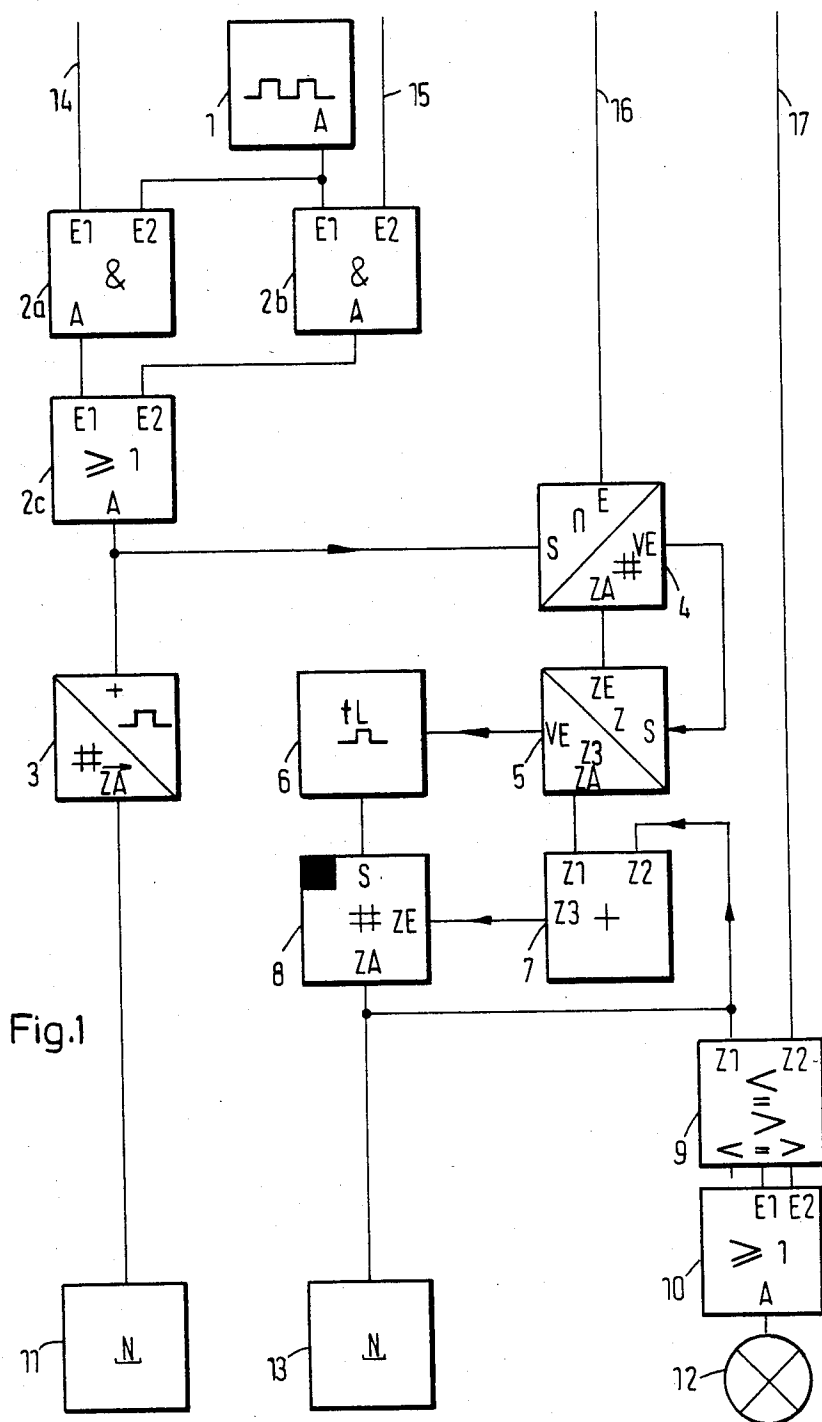 14
1
A
15
16
17
E1 E2
&
A
2a
E1 E2
&
A
2b
E1 E2
≥ 1
A
2c
E
S
∩
VE
#
ZA
4
+
#
ZA
3
tL
6
ZE
Z
S
VE
Z3
ZA
5
S
# ZE
ZA
8
Z1 Z2
Z3 +
7
Fig.1
Z1 Z2
<
=
>
< = >
9
E1 E2
≥ 1
A
10
N
11
N
13
12